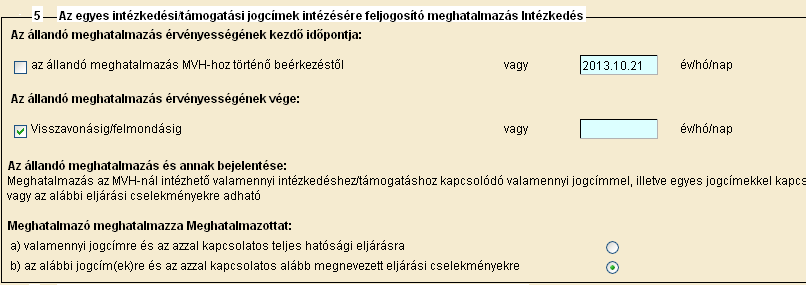 5 Az egyes intézkedési/támogatási jogcímek intézésére feljogosító meghatalmazás Intézkedés
Az állandó meghatalmazás érvényességének kezdő időpontja:
az állandó meghatalmazás MVH-hoz történő beérkezéstől vagy 2013.10.21 év/hó/nap
Az állandó meghatalmazás érvényességének vége:
Visszavonásig/felmondásig vagy év/hó/nap
Az állandó meghatalmazás és annak bejelentése:
Meghatalmazás az MVH-nál intézhető valamennyi intézkedéshez/támogatáshoz kapcsolódó valamennyi jogcímmel, illetve egyes jogcímekkel kapcs
vagy az alábbi eljárási cselekményekre adható
Meghatalmazó meghatalmazza Meghatalmazottat:
a) valamennyi jogcímre és az azzal kapcsolatos teljes hatósági eljárásra
b) az alábbi jogcím(ek)re és az azzal kapcsolatos alább megnevezett eljárási cselekményekre